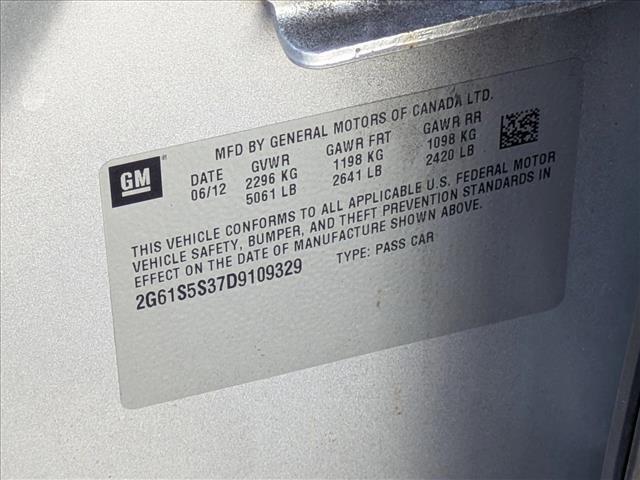 MFD BY GENERAL MOTORS OF CANADA LTD.
GM
DATE GVWR GAWR FRT GAWR RR
06/12 2296 KG 1198 KG 1098 KG
5061 LB 2641 LB 2420 LB
THIS VEHICLE CONFORMS TO ALL APPLICABLE U.S. FEDERAL MOTOR
VEHICLE SAFETY, BUMPER, AND THEFT PREVENTION STANDARDS IN
EFFECT ON THE DATE OF MANUFACTURE SHOWN ABOVE.
2G61S5S37D9109329 TYPE: PASS CAR